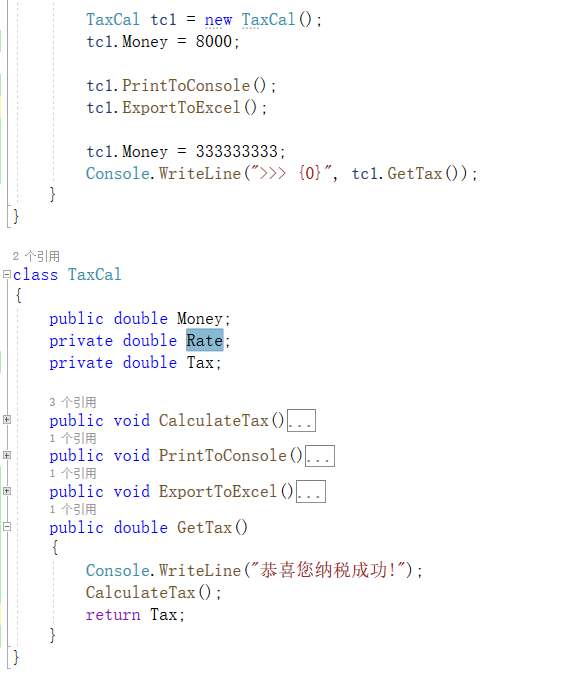 TaxCal tc1 = new TaxCal();
tc1.Money = 8000;
tc1.PrintToConsole();
tc1.ExportToExcel();
tc1.Money = 333333333;
Console.WriteLine(">>> {0}", tc1.GetTax());
}
}
2 个引用
class TaxCal
{
public double Money;
private double Rate;
private double Tax;
3 个引用
public void CalculateTax()...
1 个引用
public void PrintToConsole()...
1 个引用
public void ExportToExcel()...
1 个引用
public double GetTax()
{
Console.WriteLine("恭喜您纳税成功!");
CalculateTax();
return Tax;
}
}